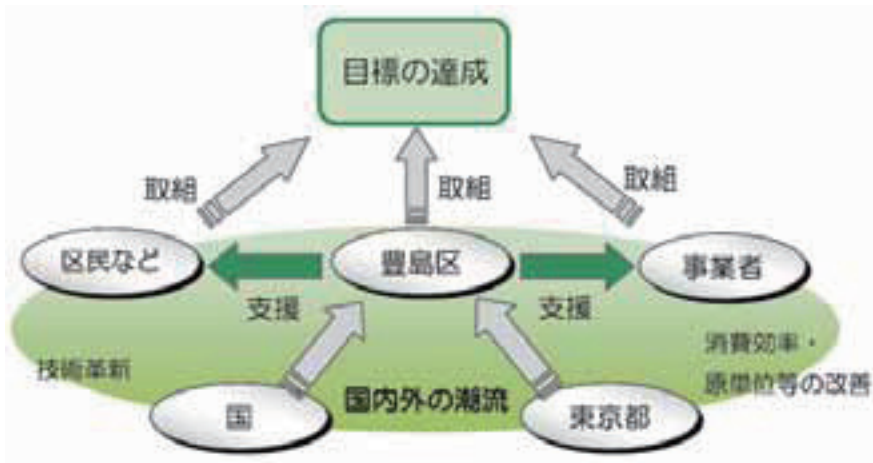 目標の達成
取組
取組
取組
区民など
豊島区
事業者
支援
支援
技術革新
消費効率・
原単位等の改善
国内外の潮流
国
東京都